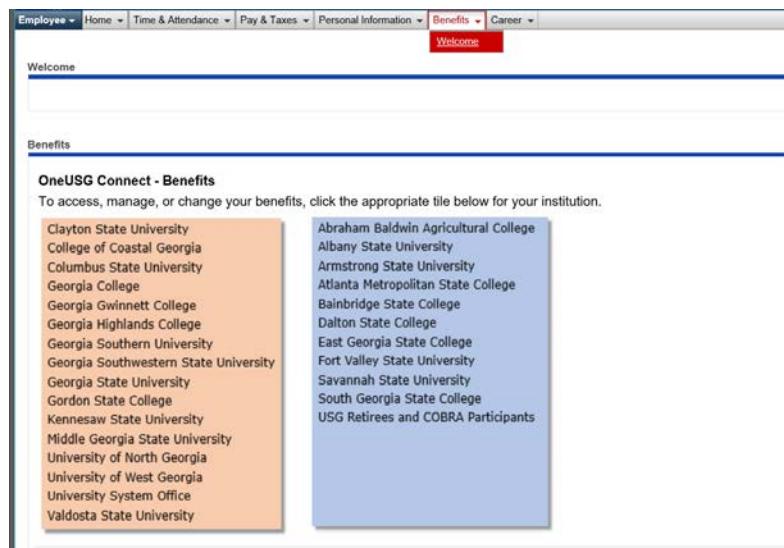 Employee Home Time & Attendance Pay & Taxes Personal Information Benefits Career
Welcome
Welcome
Benefits
OneUSG Connect - Benefits
To access, manage, or change your benefits, click the appropriate tile below for your institution.
Clayton State University
College of Coastal Georgia
Columbus State University
Georgia College
Georgia Gwinnett College
Georgia Highlands College
Georgia Southern University
Georgia Southwestern State University
Georgia State University
Gordon State College
Kennesaw State University
Middle Georgia State University
University of North Georgia
University of West Georgia
University System Office
Valdosta State University
Abraham Baldwin Agricultural College
Albany State University
Armstrong State University
Atlanta Metropolitan State College
Bainbridge State College
Dalton State College
East Georgia State College
Fort Valley State University
Savannah State University
South Georgia State College
USG Retirees and COBRA Participants